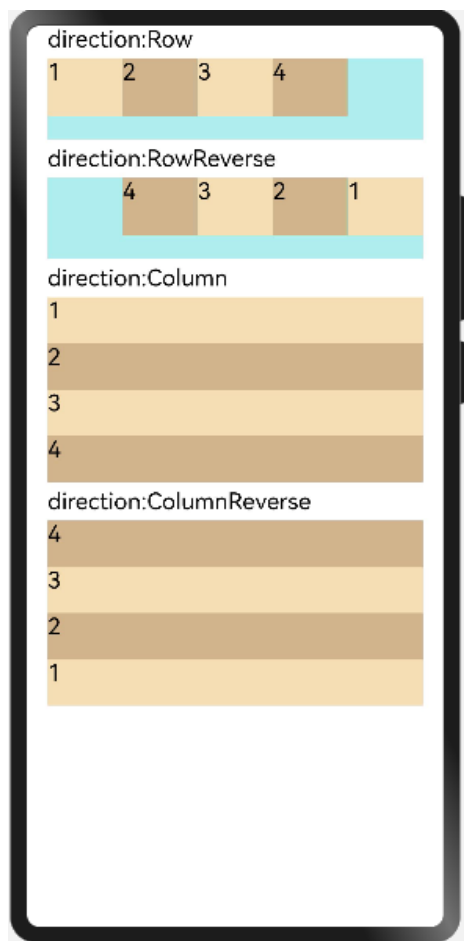 direction:Row
1 2 3 4
direction:RowReverse
4 3 2 1
direction:Column
1
2
3
4
direction:ColumnReverse
4
3
2
1